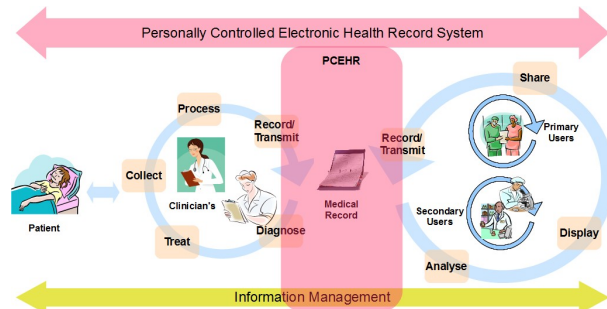 Personally Controlled Electronic Health Record System
PCEHR
Share
Process
Record/
Transmit
Record/
Transmit
Primary
Users
Collect
Clinician's
Medical
Record
Secondary
Users
Patient
Treat
Diagnose
Display
Analyse
Information Management